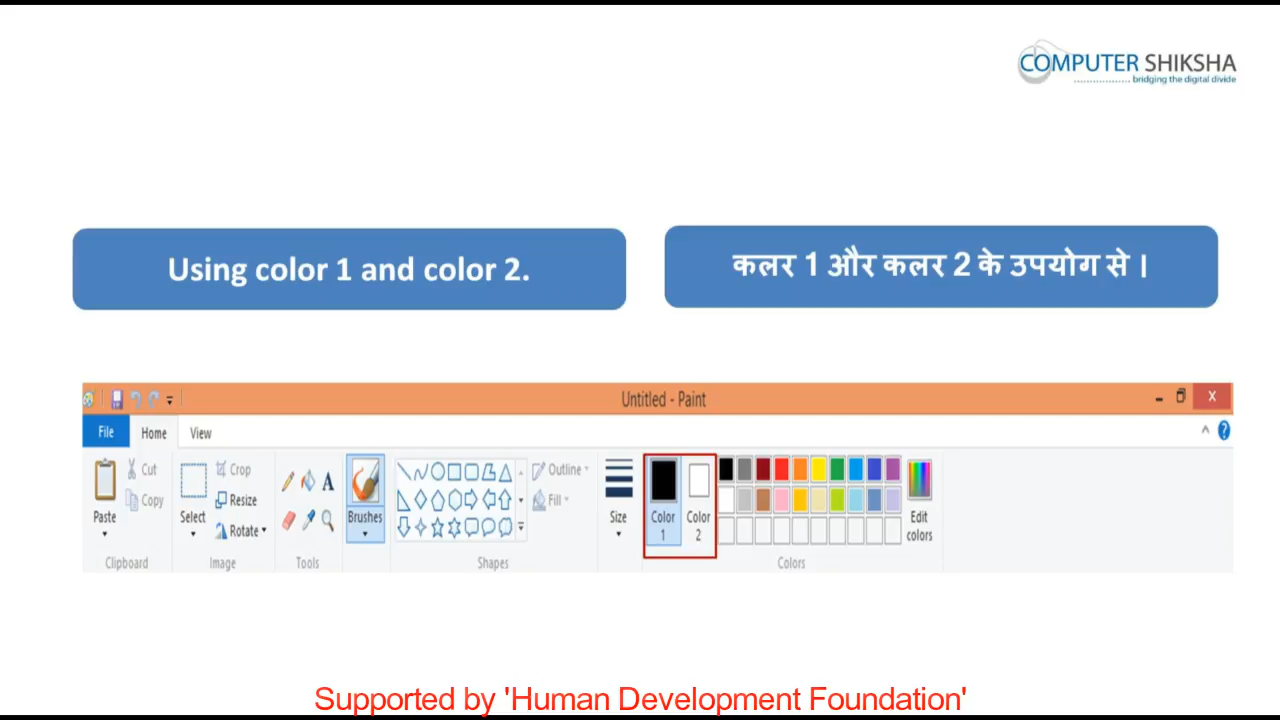 COMPUTER SHIKSHA
bridging the digital divide
Using color 1 and color 2.
कलर 1 और कलर 2 के उपयोग से ।
Untitled - Paint
File Home View
Cut Crop Outline
Copy Resize Fill
Paste Select Rotate Brushes Size Color 1 Color 2 Edit colors
Clipboard Image Tools Shapes Colors
Supported by 'Human Development Foundation'